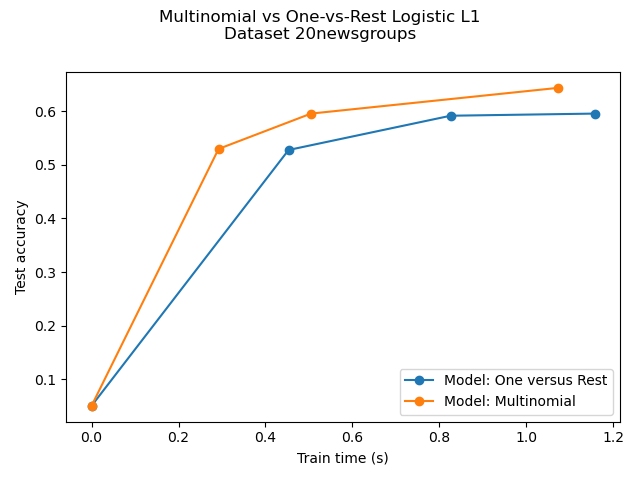 Multinomial vs One-vs-Rest Logistic L1
Dataset 20newsgroups
0.6
0.5
0.4
0.3
0.2
0.1
Test accuracy
Model: One versus Rest
Model: Multinomial
0.0 0.2 0.4 0.6 0.8 1.0 1.2
Train time (s)